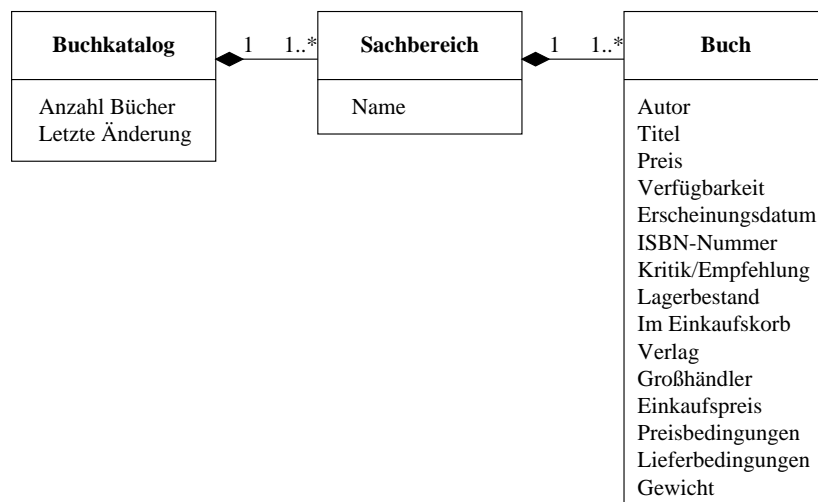 Buchkatalog
1 1..*
Sachbereich
1 1..*
Buch
Anzahl Bücher
Letzte Änderung
Name
Autor
Titel
Preis
Verfügbarkeit
Erscheinungsdatum
ISBN-Nummer
Kritik/Empfehlung
Lagerbestand
Im Einkaufskorb
Verlag
Großhändler
Einkaufspreis
Preisbedingungen
Lieferbedingungen
Gewicht